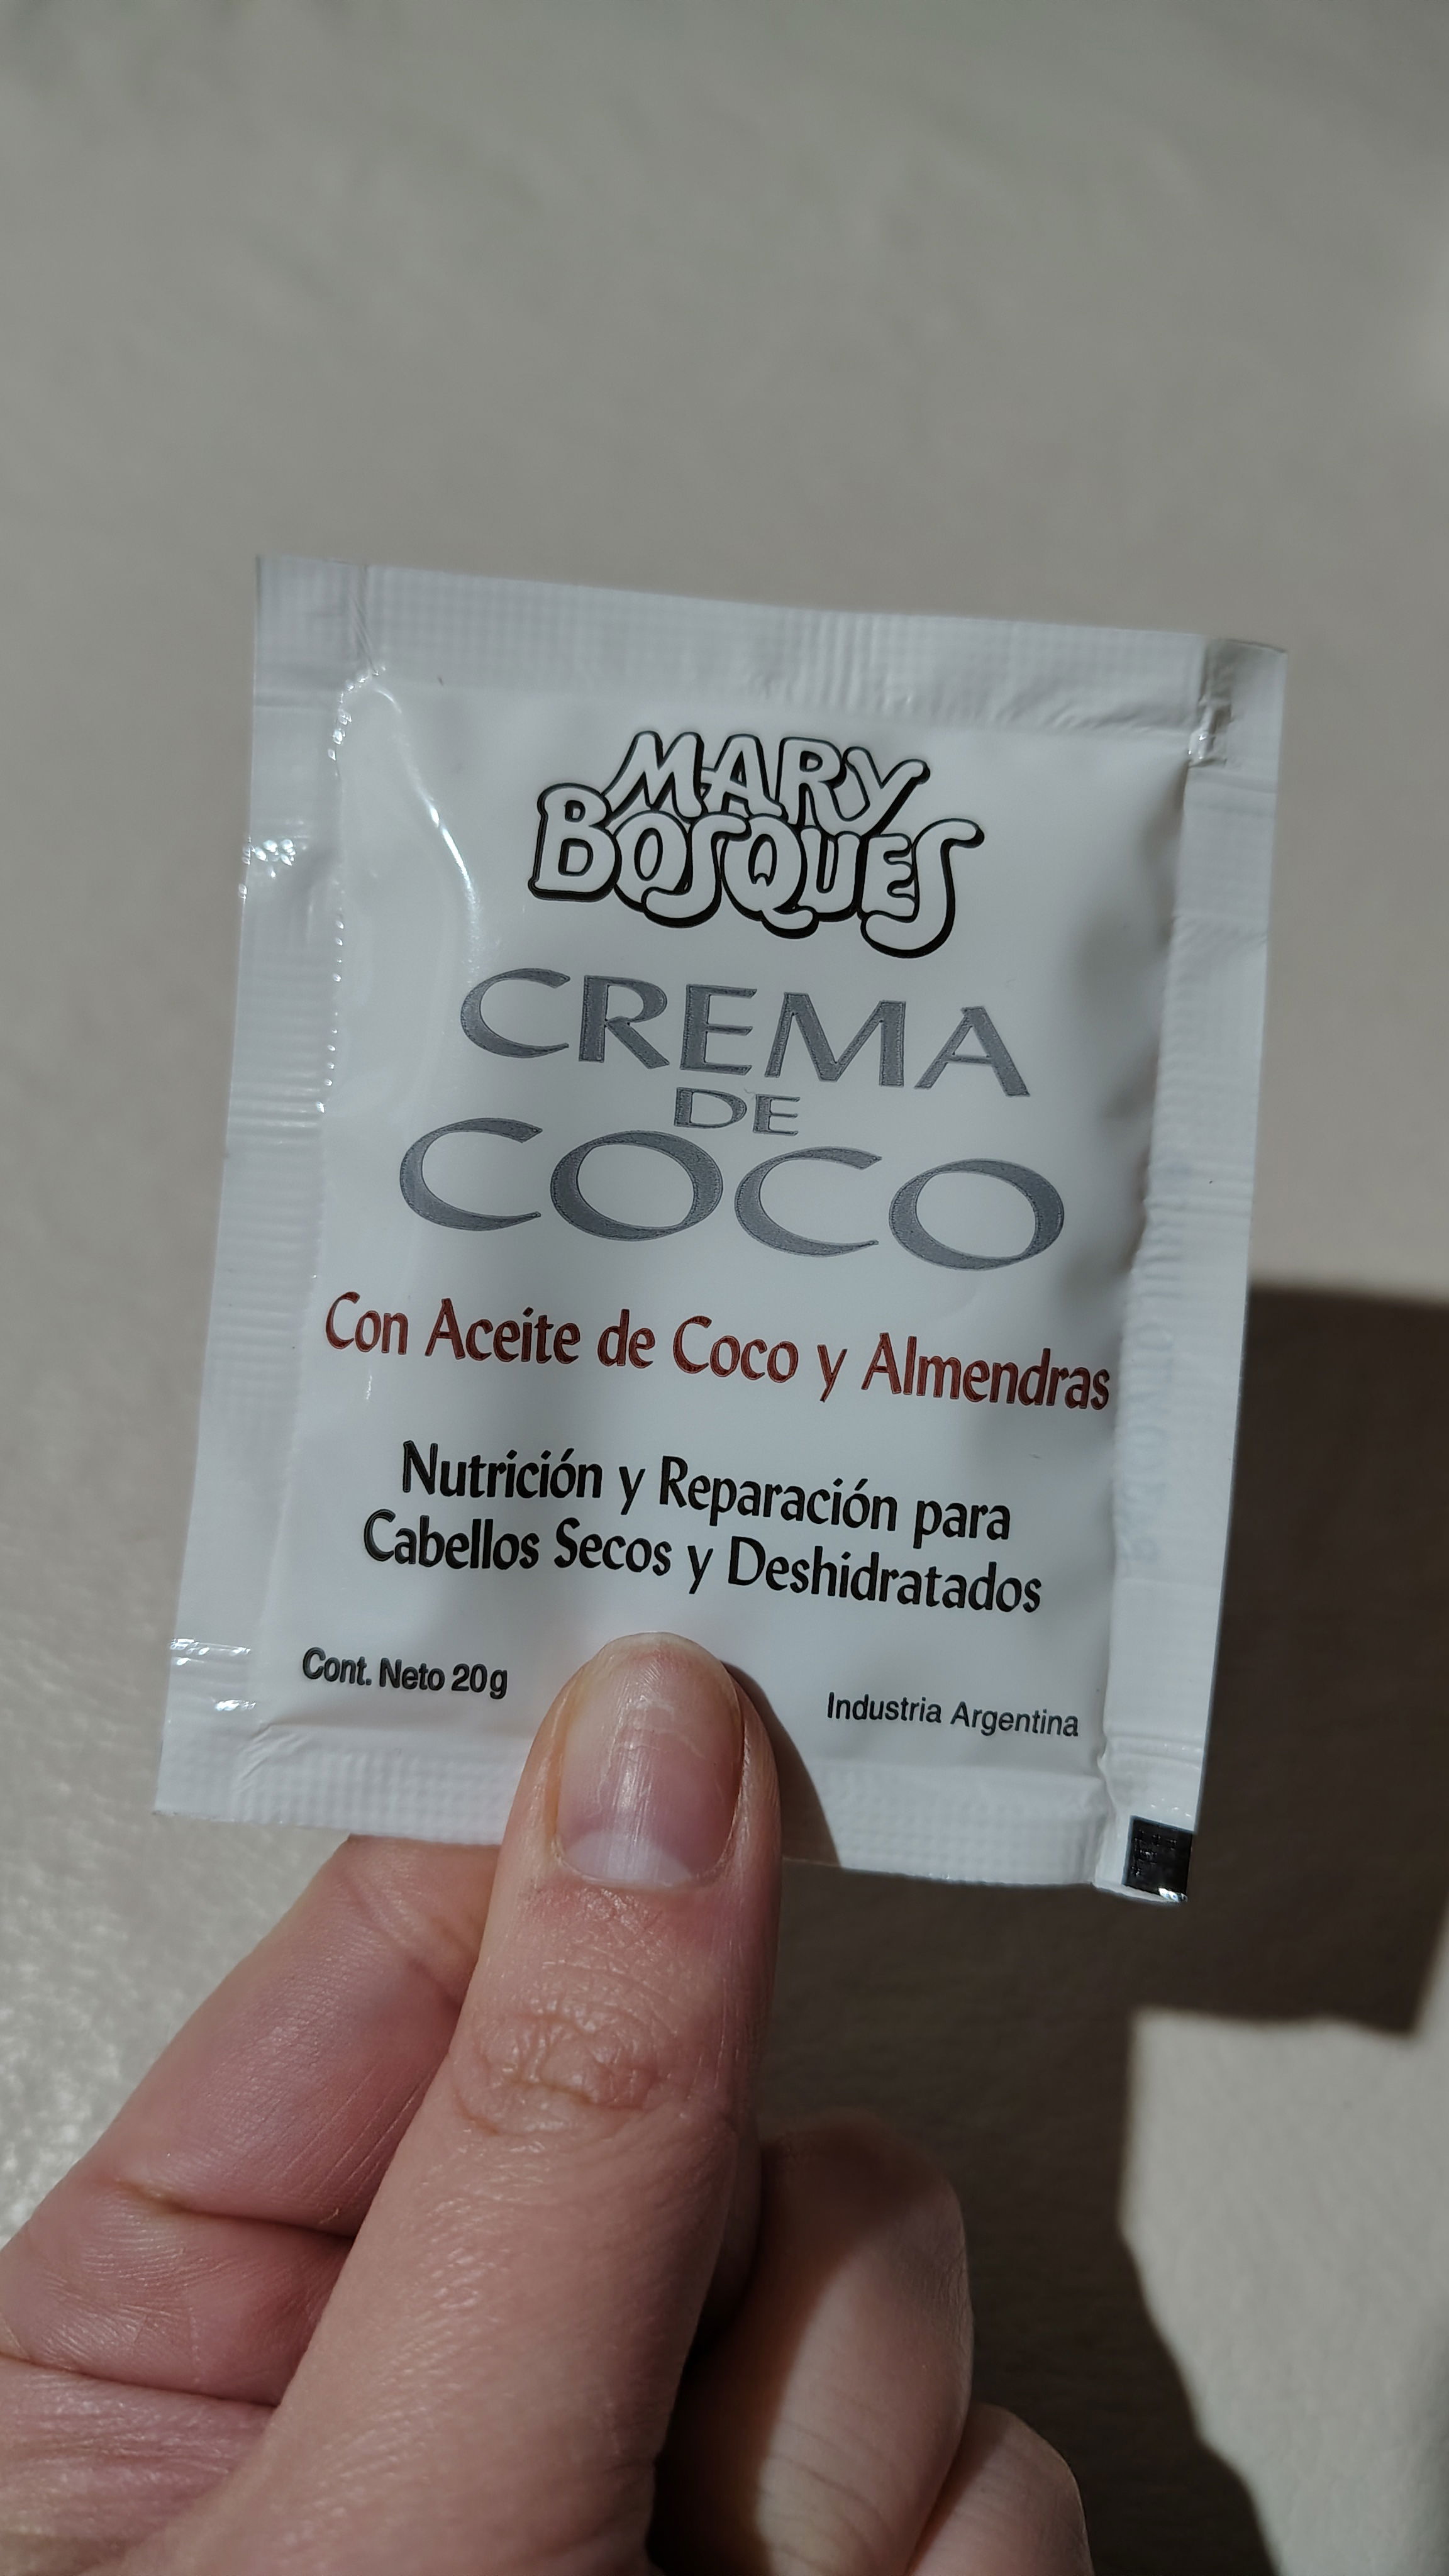 MARY
BOSQUES
CREMA
DE
COCO
Con Aceite de Coco y Almendras
Nutrición y Reparación para
Cabellos Secos y Deshidratados
Cont. Neto 20g
Industria Argentina